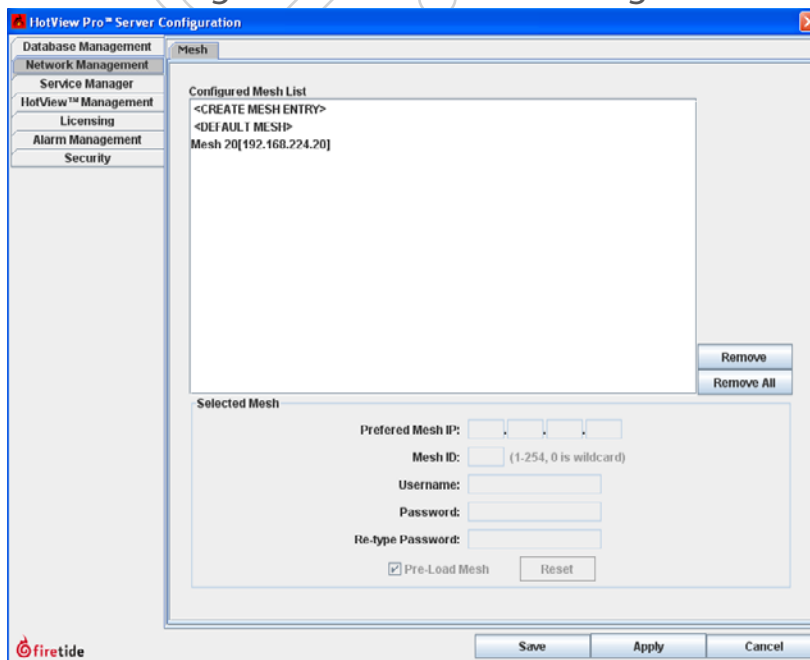 HotView Pro™ Server Configuration
Database Management
Network Management
Service Manager
HotView™ Management
Licensing
Alarm Management
Security
Mesh
Configured Mesh List
<CREATE MESH ENTRY>
<DEFAULT MESH>
Mesh 20[192.168.224.20]
Remove
Remove All
Selected Mesh
Prefered Mesh IP: . . .
Mesh ID: (1-254, 0 is wildcard)
Username:
Password:
Re-type Password:
Pre-Load Mesh Reset
firetide
Save Apply Cancel